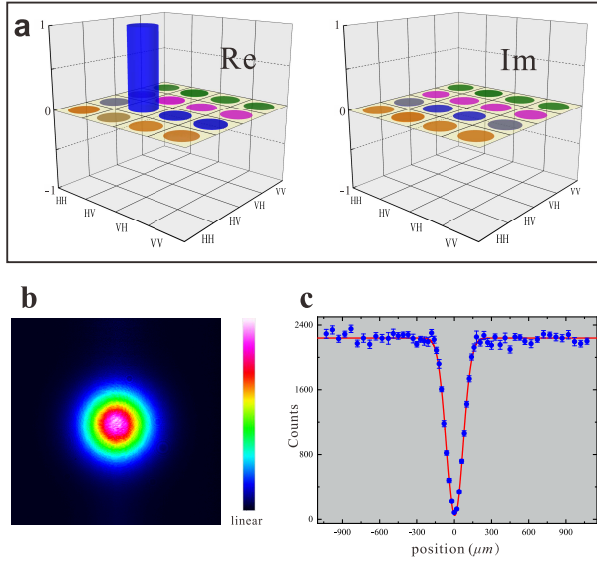 a
Re
Im
1
0
-1
HH
HV
VH
VV
HH
HV
VH
VV
1
0
-1
HH
HV
VH
VV
HH
HV
VH
VV
b
linear
c
Counts
2400
1600
800
0
-900 -600 -300 0 300 600 900
position (μm)